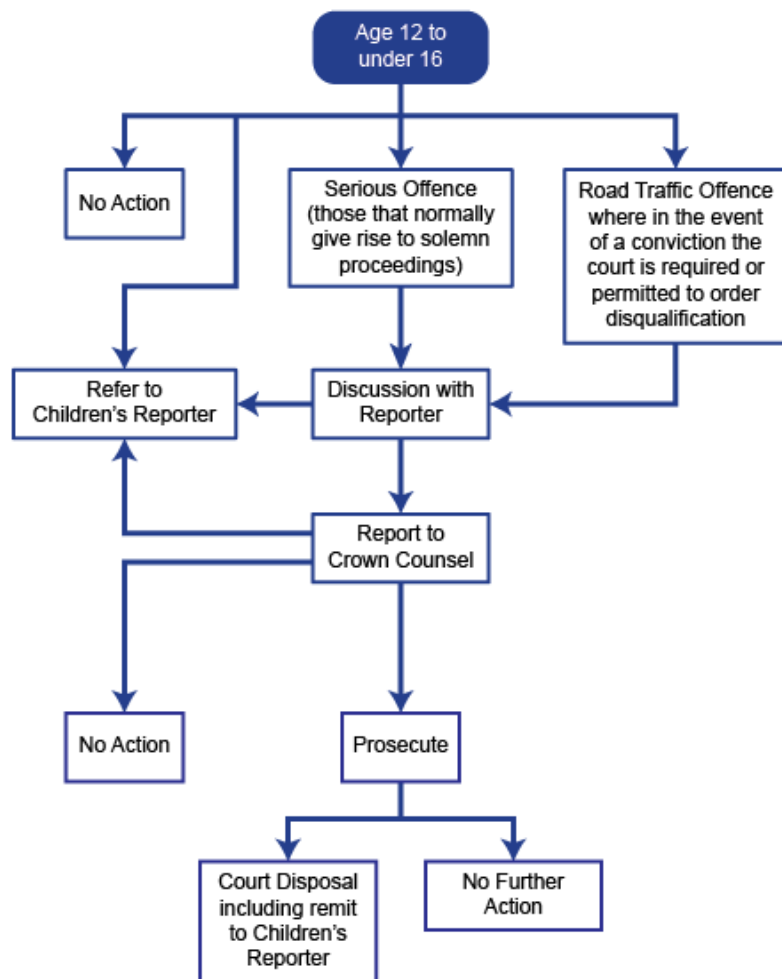 Age 12 to
under 16
No Action
Serious Offence
(those that normally
give rise to solemn
proceedings)
Road Traffic Offence
where in the event
of a conviction the
court is required or
permitted to order
disqualification
Refer to
Children’s Reporter
Discussion with
Reporter
Report to
Crown Counsel
No Action
Prosecute
Court Disposal
including remit
to Children’s
Reporter
No Further
Action